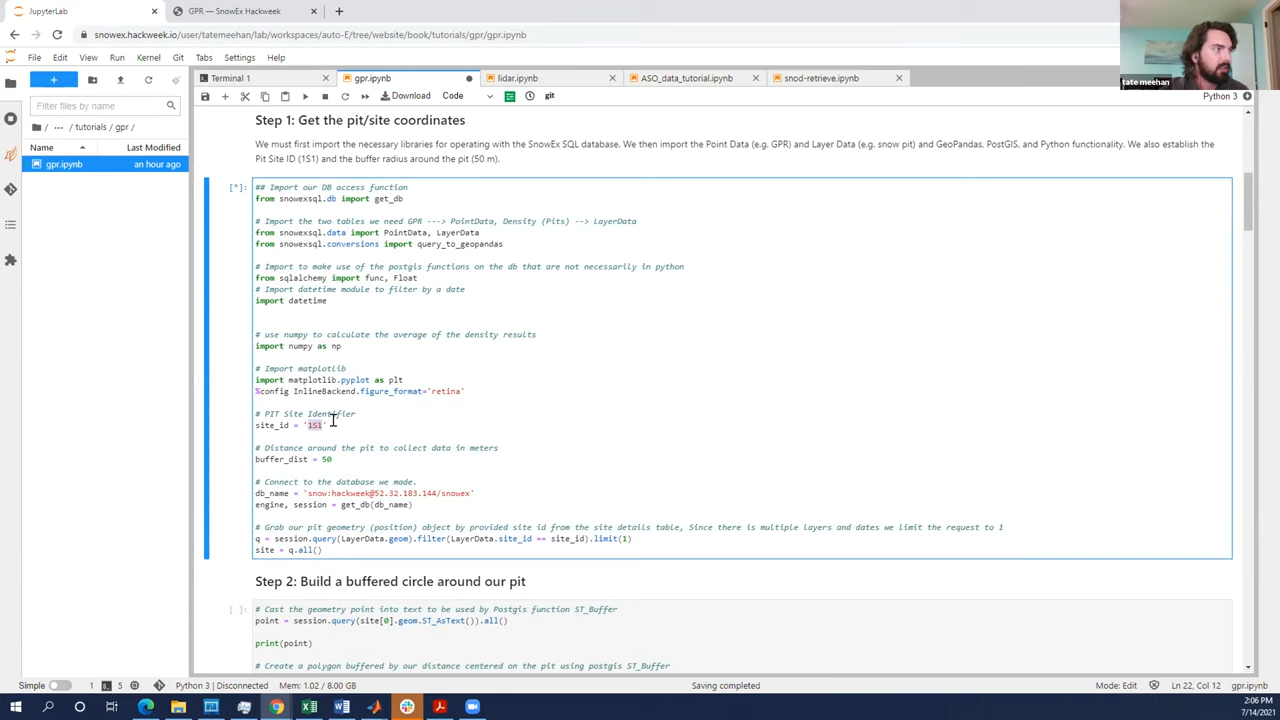 JupyterLab
GPR — SnowEx Hackweek
snowex.hackweek.io/user/tatemeehan/lab/workspaces/auto-E/tree/website/book/tutorials/gpr/gpr.ipynb
tate meehan
File Edit View Run Kernel Git Tabs Settings Help
Terminal 1
gpr.ipynb
lidar.ipynb
ASO_data_tutorial.ipynb
snod-retrieve.ipynb
Download
Code
git
Python 3
Filter files by name
/ ··· / tutorials / gpr /
Name
Last Modified
gpr.ipynb
an hour ago
Step 1: Get the pit/site coordinates
We must first import the necessary libraries for operating with the SnowEx SQL database. We then import the Point Data (e.g. GPR) and Layer Data (e.g. snow pit) and GeoPandas. PostGIS. and Python functionality. We also establish the
Pit Site ID (1S1) and the buffer radius around the pit (50 m).
[*]:
## Import our DB access function
from snowexsql.db import get_db
# Import the two tables we need GPR ---> PointData, Density (Pits) --> LayerData
from snowexsql.data import PointData, LayerData
from snowexsql.conversions import query_to_geopandas
# Import to make use of the postgis functions on the db that are not necessarily in python
from sqlalchemy import func, Float
# Import datetime module to filter by a date
import datetime
# use numpy to calculate the average of the density results
import numpy as np
# Import matplotlib
import matplotlib.pyplot as plt
%config InlineBackend.figure_format='retina'
# PIT Site Identifier
site_id = '1S1'
# Distance around the pit to collect data in meters
buffer_dist = 50
# Connect to the database we made.
db_name = 'snow:hackweek@52.32.183.144/snowex'
engine, session = get_db(db_name)
# Grab our pit geometry (position) object by provided site id from the site details table, Since there is multiple layers and dates we limit the request to 1
q = session.query(LayerData.geom).filter(LayerData.site_id == site_id).limit(1)
site = q.all()
Step 2: Build a buffered circle around our pit
[ ]:
# Cast the geometry point into text to be used by Postgis function ST_Buffer
point = session.query(site[0].geom.ST_AsText()).all()
print(point)
# Create a polygon buffered by our distance centered on the pit using postgis ST_Buffer
Simple
1
5
Python 3 | Disconnected
Mem: 1.02 / 8.00 GB
Saving completed
Mode: Edit
Ln 22, Col 12
gpr.ipynb
2:06 PM
7/14/2021